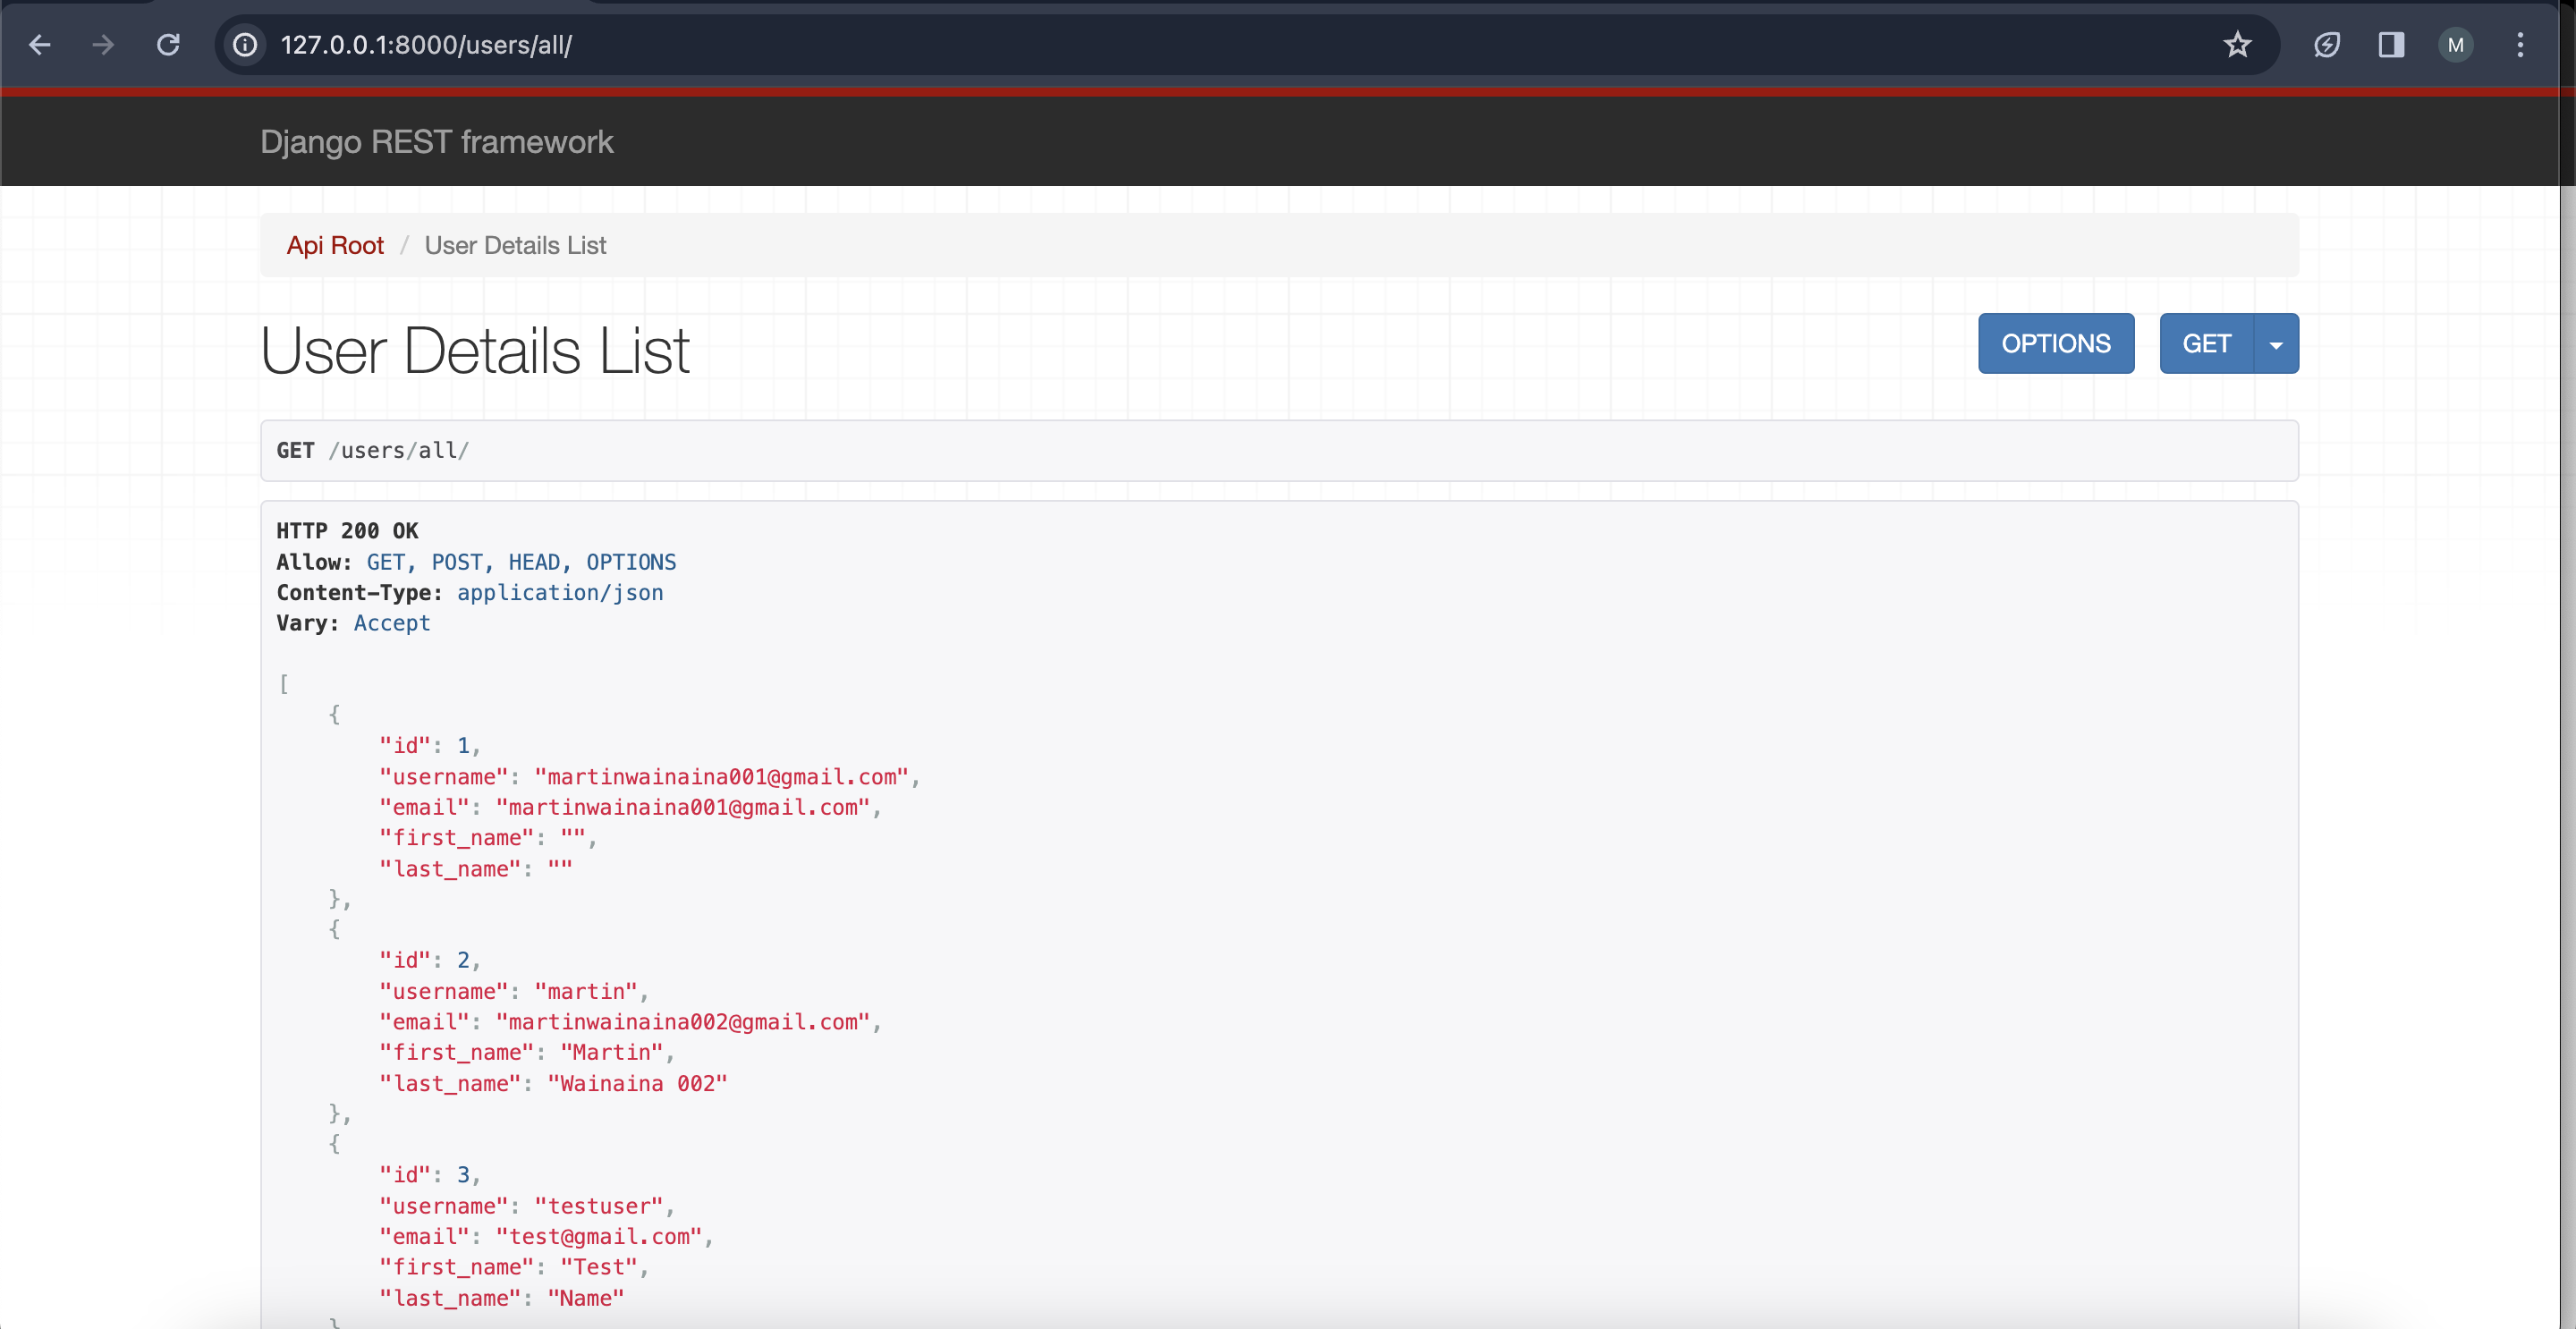 127.0.0.1:8000/users/all/
M
Django REST framework
Api Root / User Details List
User Details List
OPTIONS
GET
GET /users/all/
HTTP 200 OK
Allow: GET, POST, HEAD, OPTIONS
Content-Type: application/json
Vary: Accept
[
    {
        "id": 1,
        "username": "martinwainaina001@gmail.com",
        "email": "martinwainaina001@gmail.com",
        "first_name": "",
        "last_name": ""
    },
    {
        "id": 2,
        "username": "martin",
        "email": "martinwainaina002@gmail.com",
        "first_name": "Martin",
        "last_name": "Wainaina 002"
    },
    {
        "id": 3,
        "username": "testuser",
        "email": "test@gmail.com",
        "first_name": "Test",
        "last_name": "Name"
    }